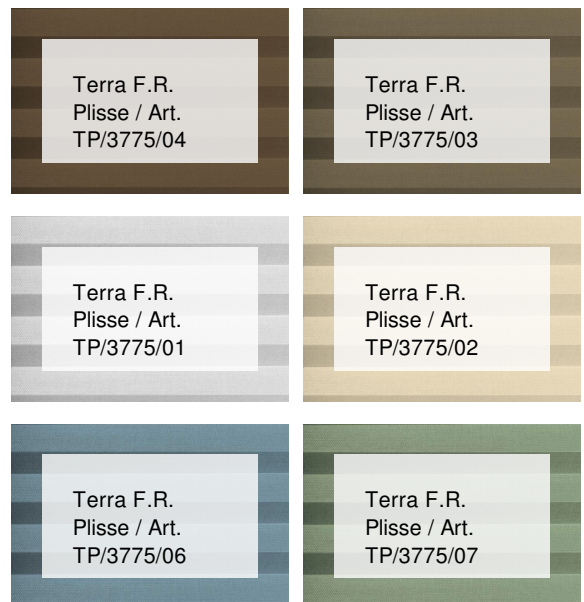 Terra F.R.
Plisse / Art.
TP/3775/04
Terra F.R.
Plisse / Art.
TP/3775/03
Terra F.R.
Plisse / Art.
TP/3775/01
Terra F.R.
Plisse / Art.
TP/3775/02
Terra F.R.
Plisse / Art.
TP/3775/06
Terra F.R.
Plisse / Art.
TP/3775/07